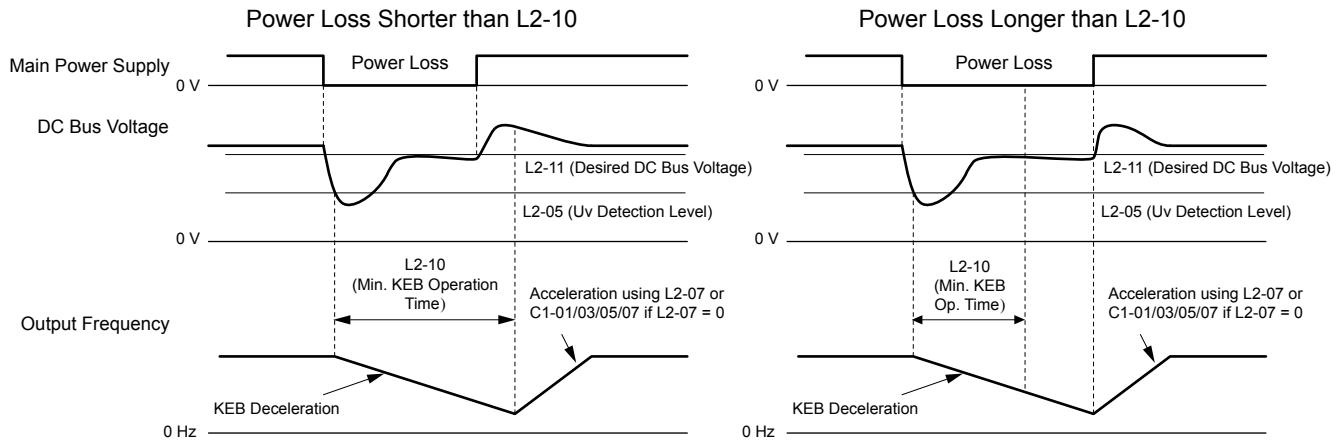 Power Loss Shorter than L2-10
Main Power Supply
Power Loss
0 V
DC Bus Voltage
L2-11 (Desired DC Bus Voltage)
L2-05 (Uv Detection Level)
0 V
L2-10
(Min. KEB Operation
Time)
Acceleration using L2-07 or
C1-01/03/05/07 if L2-07 = 0
Output Frequency
KEB Deceleration
0 Hz
Power Loss Longer than L2-10
Power Loss
0 V
L2-11 (Desired DC Bus Voltage)
L2-05 (Uv Detection Level)
0 V
L2-10
(Min. KEB
Op. Time)
Acceleration using L2-07 or
C1-01/03/05/07 if L2-07 = 0
KEB Deceleration
0 Hz